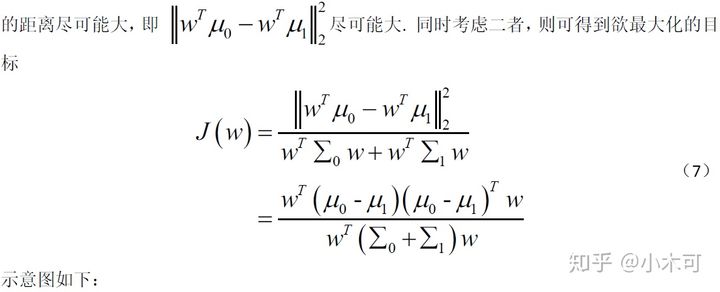 的距离尽可能大，即 ‖w^T μ_0 − w^T μ_1‖_2^2 尽可能大. 同时考虑二者，则可得到欲最大化的目
标
J(w) = ‖w^T μ_0 − w^T μ_1‖_2^2 / (w^T Σ_0 w + w^T Σ_1 w)
= w^T (μ_0 - μ_1)(μ_0 - μ_1)^T w / (w^T (Σ_0 + Σ_1) w)
（7）
示意图如下：
知乎 @小木可